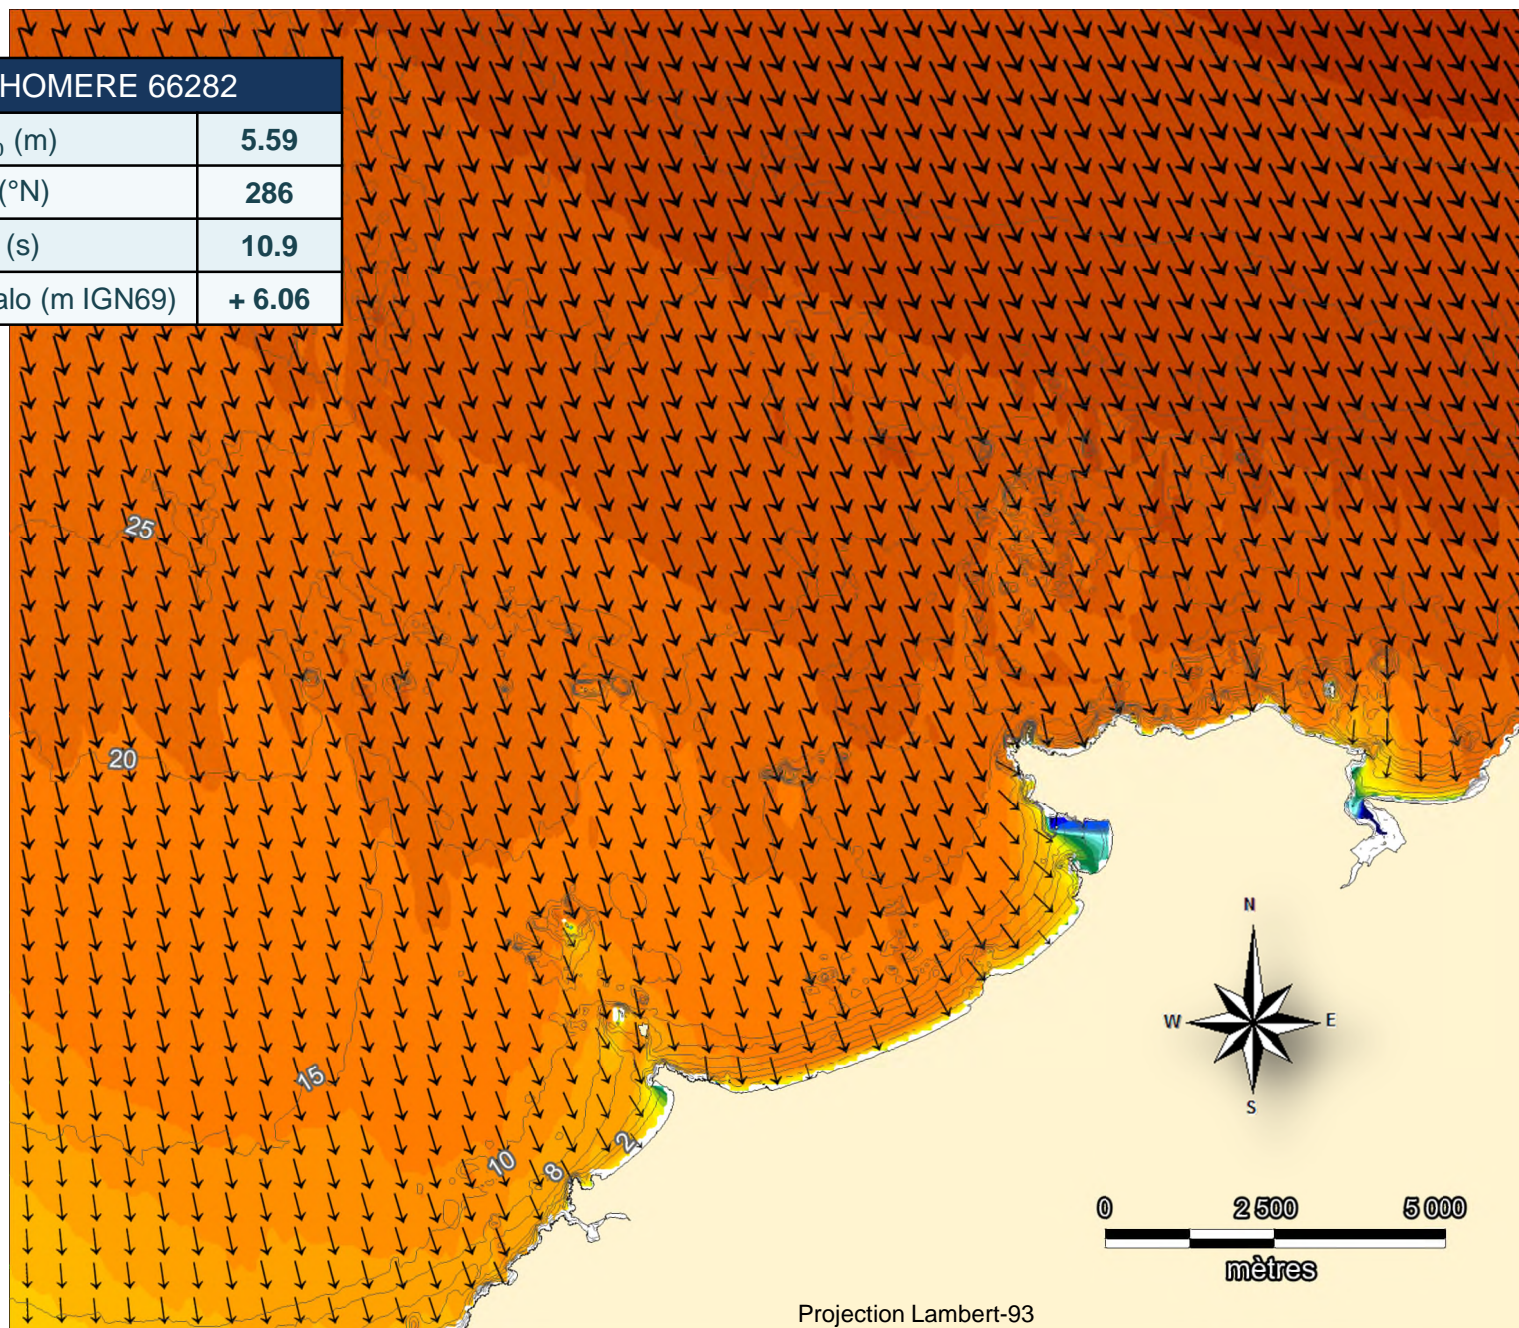 HOMERE 66282
(m) 5.59
(°N) 286
(s) 10.9
alo (m IGN69) + 6.06
25
20
15
10
8
2
N
W E
S
0 2 500 5 000
mètres
Projection Lambert-93